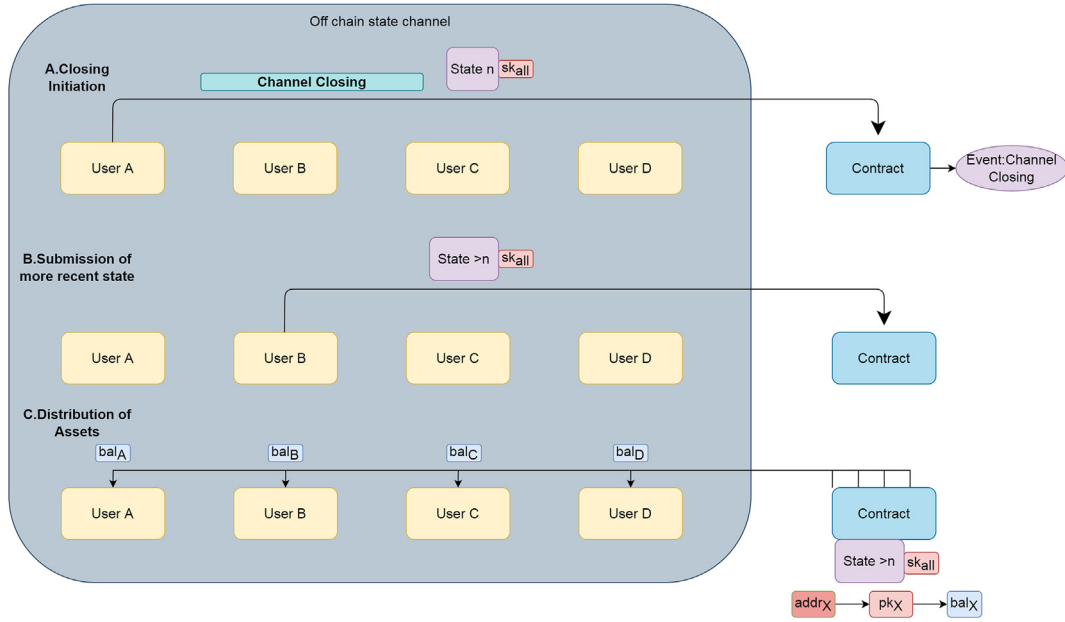 Off chain state channel
A.Closing
Initiation
Channel Closing
State n
skall
User A
User B
User C
User D
Contract
Event:Channel
Closing
B.Submission of
more recent state
State >n
skall
User A
User B
User C
User D
Contract
C.Distribution of
Assets
balA
balB
balC
balD
User A
User B
User C
User D
Contract
State >n
skall
addrX
pkX
balX